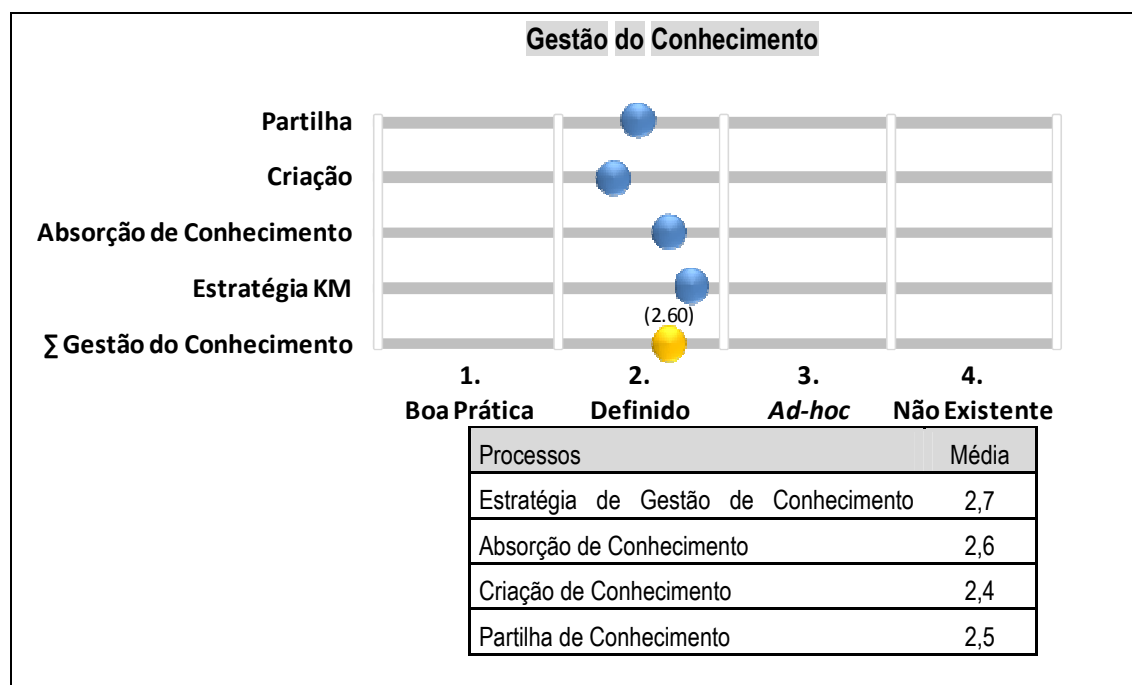 Gestão do Conhecimento
Partilha
Criação
Absorção de Conhecimento
Estratégia KM
(2.60)
∑ Gestão do Conhecimento
1. 2. 3. 4.
Boa Prática Definido Ad-hoc Não Existente
Processos Média
Estratégia de Gestão de Conhecimento 2,7
Absorção de Conhecimento 2,6
Criação de Conhecimento 2,4
Partilha de Conhecimento 2,5